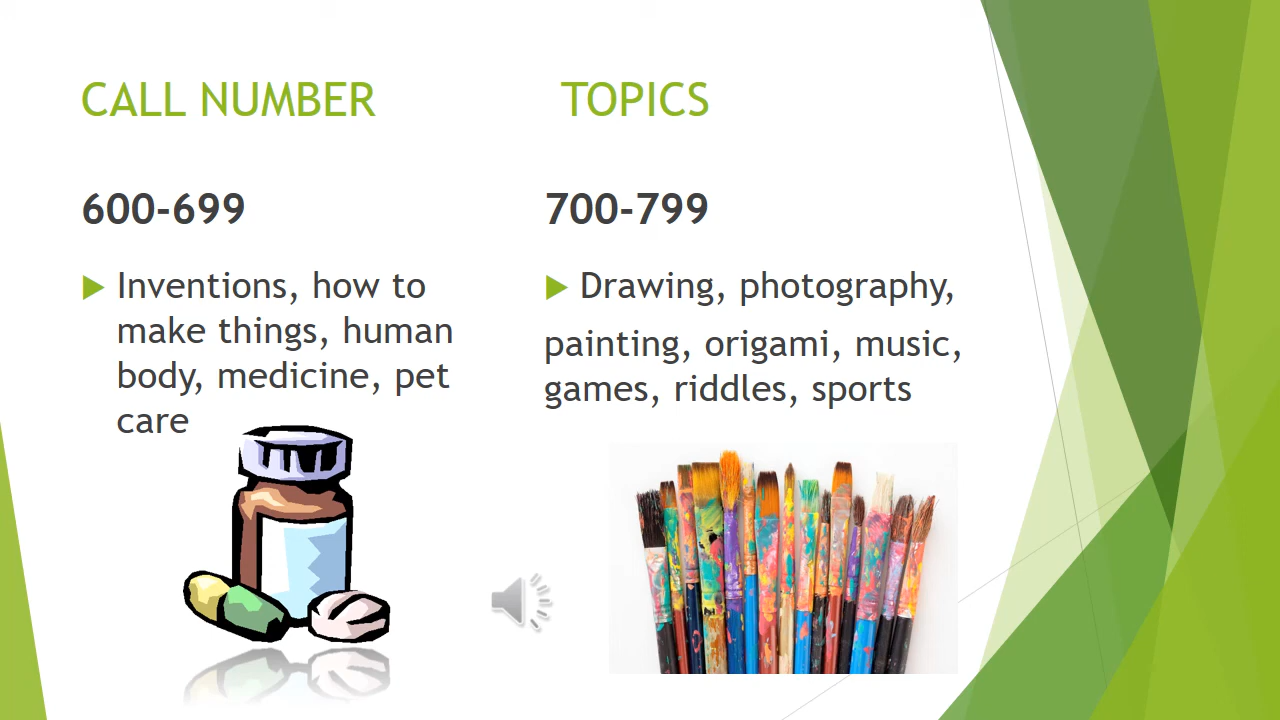 CALL NUMBER TOPICS
600-699
Inventions, how to
make things, human
body, medicine, pet
care
700-799
Drawing, photography,
painting, origami, music,
games, riddles, sports